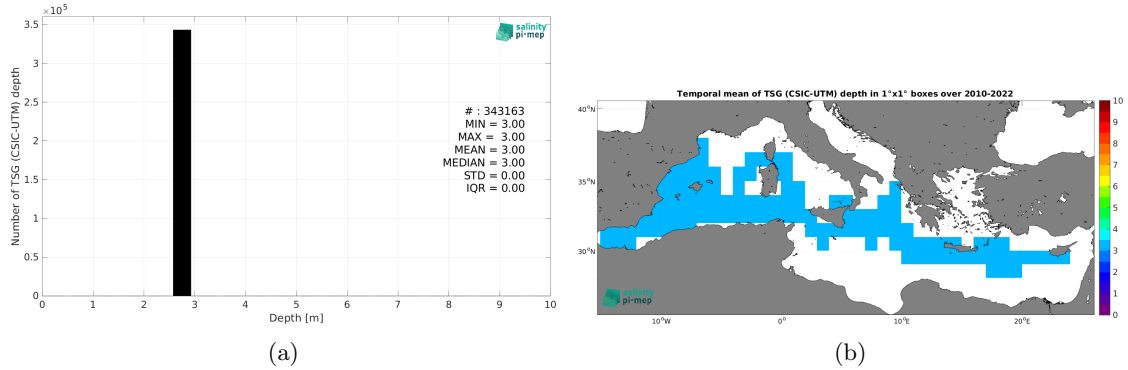 ×10⁵
3.5
3
2.5
2
1.5
1
0.5
0
0 1 2 3 4 5 6 7 8 9 10
Number of TSG (CSIC-UTM) depth
Depth [m]
salinity
pi-mep
# : 343163
MIN = 3.00
MAX = 3.00
MEAN = 3.00
MEDIAN = 3.00
STD = 0.00
IQR = 0.00
(a)
Temporal mean of TSG (CSIC-UTM) depth in 1°x1° boxes over 2010-2022
40°N
35°N
30°N
10°W 0° 10°E 20°E
salinity
pi-mep
10
9
8
7
6
5
4
3
2
1
0
(b)